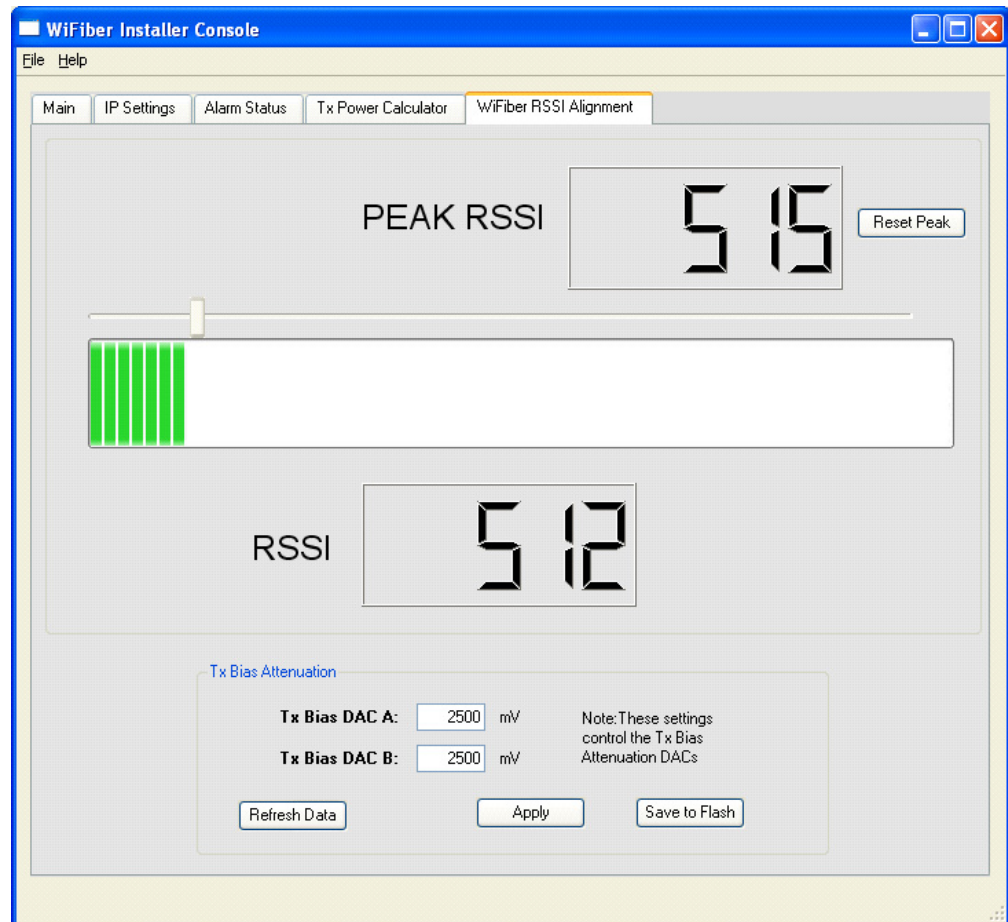 WiFiber Installer Console
File Help
Main IP Settings Alarm Status Tx Power Calculator WiFiber RSSI Alignment
PEAK RSSI 515 Reset Peak
RSSI 512
Tx Bias Attenuation
Tx Bias DAC A: 2500 mV
Tx Bias DAC B: 2500 mV
Note:These settings
control the Tx Bias
Attenuation DACs
Refresh Data Apply Save to Flash